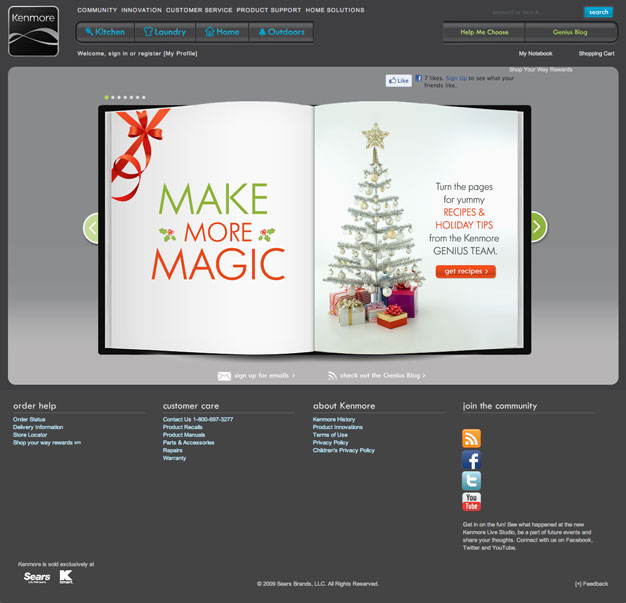 Kenmore
COMMUNITY INNOVATION CUSTOMER SERVICE PRODUCT SUPPORT HOME SOLUTIONS
keyword or item #...
search
Kitchen Laundry Home Outdoors
Help Me Choose Genius Blog
Welcome, sign in or register [My Profile]
My Notebook Shopping Cart
Shop Your Way Rewards
Like
7 likes. Sign Up to see what your
friends like.
MAKE
MORE
MAGIC
Turn the pages
for yummy
RECIPES &
HOLIDAY TIPS
from the Kenmore
GENIUS TEAM.
get recipes >
sign up for emails >
check out the Genius Blog >
order help
Order Status
Delivery Information
Store Locator
Shop your way rewards
customer care
Contact Us 1-800-697-3277
Product Recalls
Product Manuals
Parts & Accessories
Repairs
Warranty
about Kenmore
Kenmore History
Product Innovations
Terms of Use
Privacy Policy
Children's Privacy Policy
join the community
You
Tube
Get in on the fun! See what happened at the new
Kenmore Live Studio, be a part of future events and
share your thoughts. Connect with us on Facebook,
Twitter and YouTube.
Kenmore is sold exclusively at
Sears
kmart
© 2009 Sears Brands, LLC. All Rights Reserved.
[+] Feedback